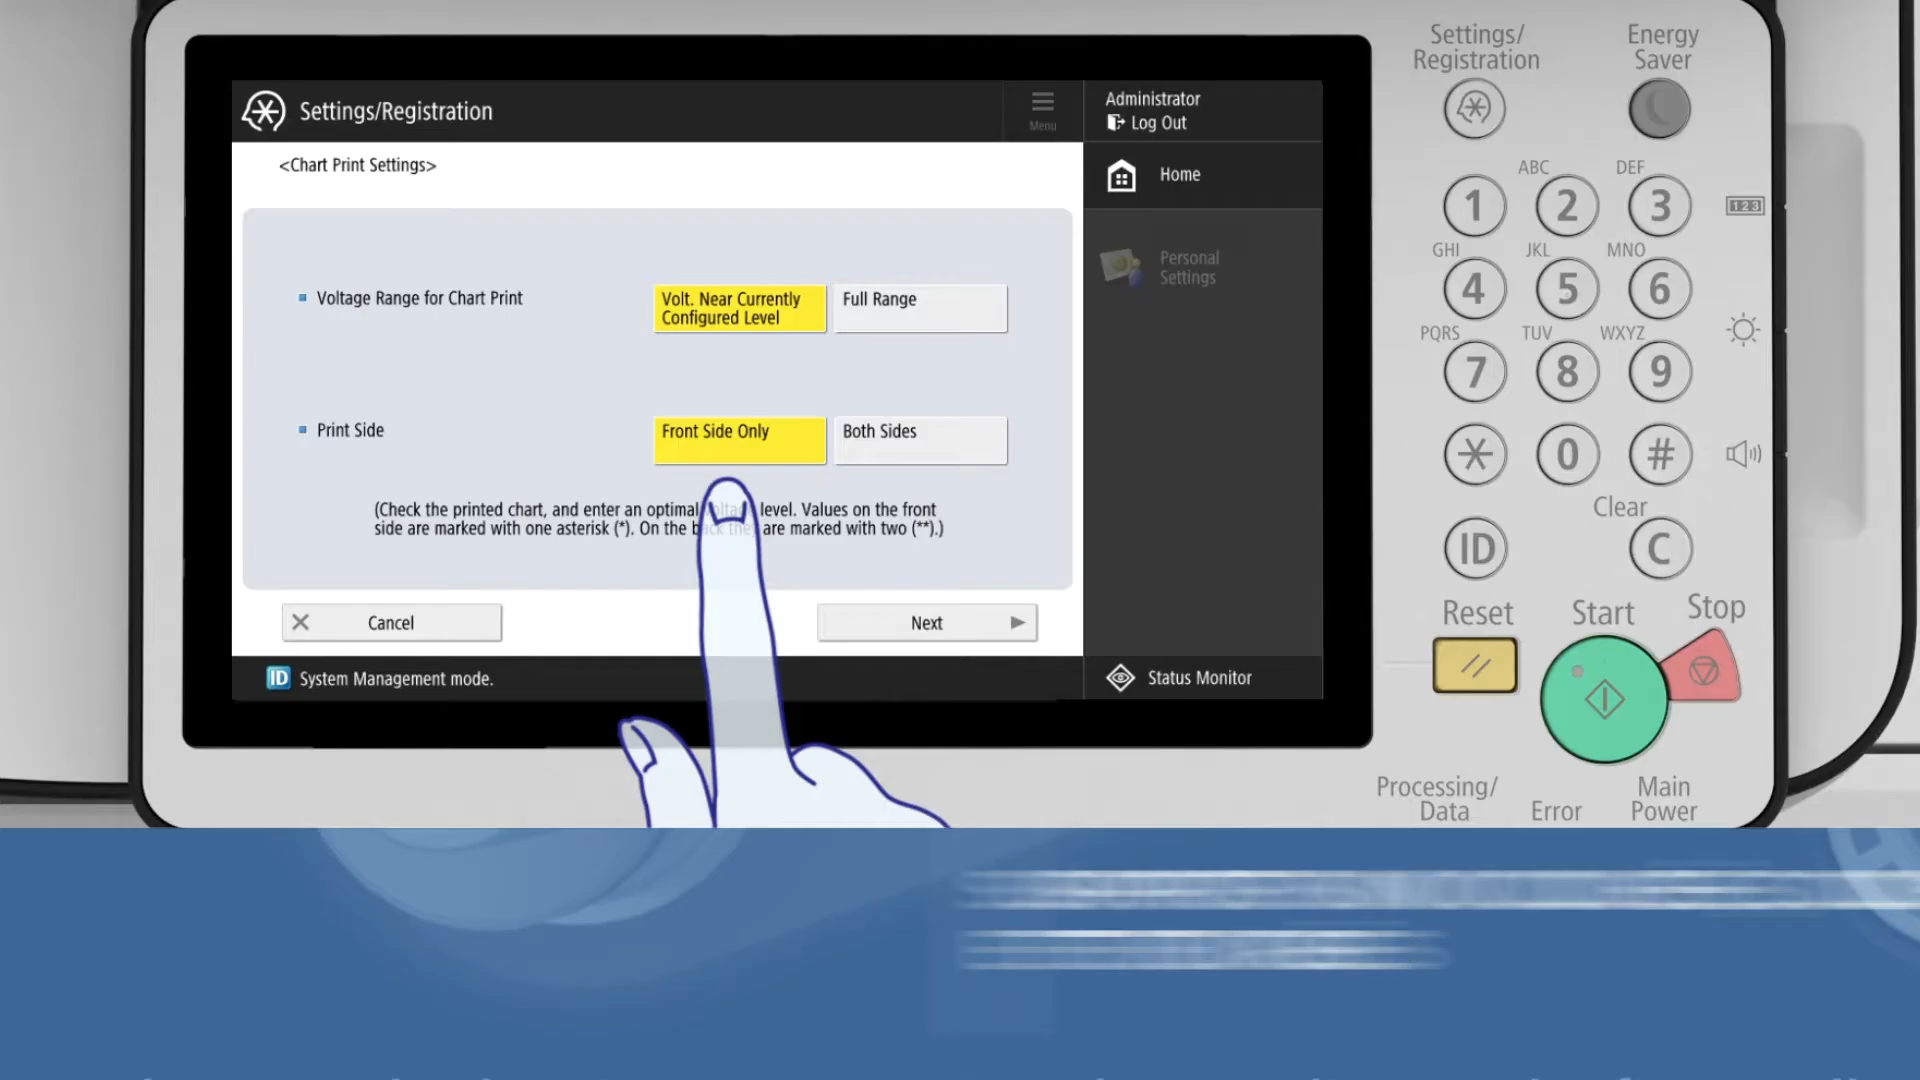 Settings/Registration
Menu
Administrator
Log Out
<Chart Print Settings>
Home
Personal
Settings
Voltage Range for Chart Print
Volt. Near Currently
Configured Level
Full Range
Print Side
Front Side Only
Both Sides
(Check the printed chart, and enter an optimal voltage level. Values on the front
side are marked with one asterisk (*). On the back they are marked with two (**).)
Cancel
Next
ID System Management mode.
Status Monitor
Settings/
Registration
Energy
Saver
ABC DEF
1 2 3
123
GHI JKL MNO
4 5 6
PQRS TUV WXYZ
7 8 9
* 0 #
Clear
ID C
Reset Start Stop
Processing/
Data
Error
Main
Power